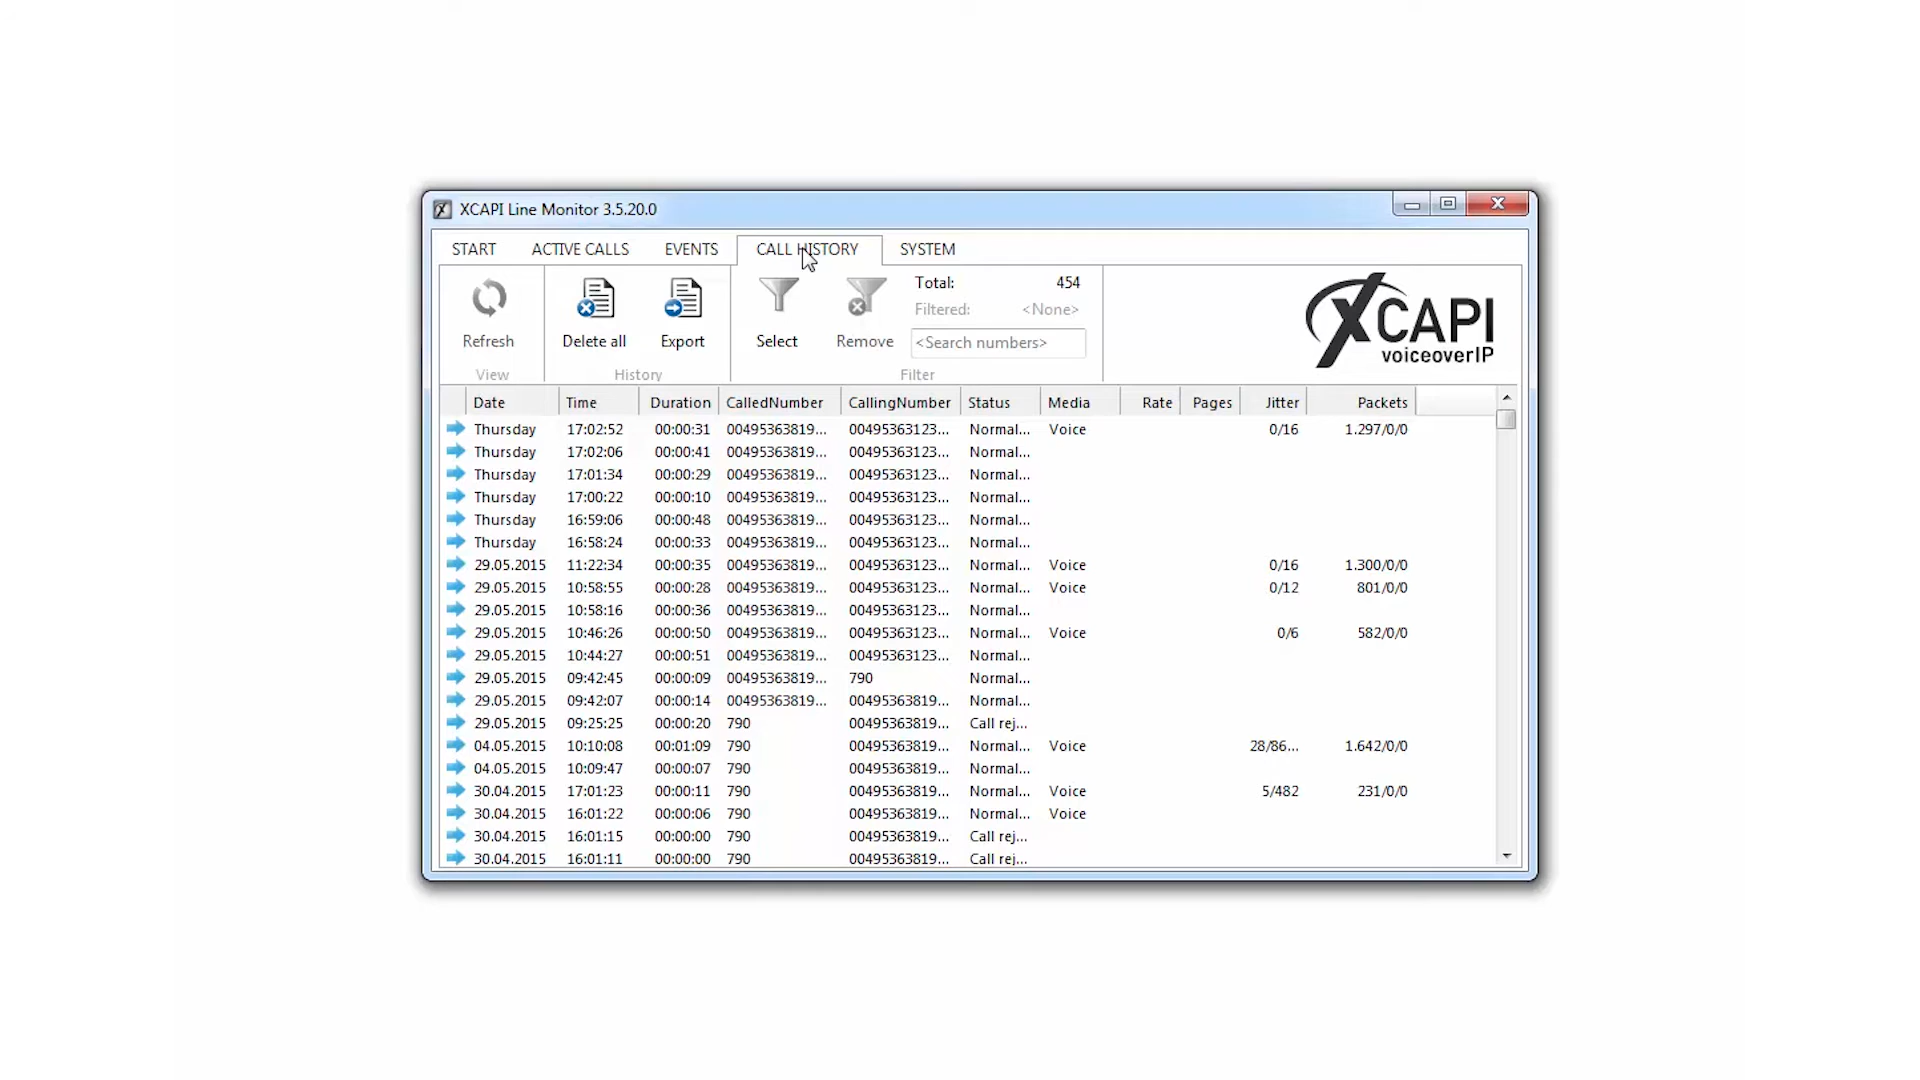 XCAPI Line Monitor 3.5.20.0
START ACTIVE CALLS EVENTS CALL HISTORY SYSTEM
Refresh Delete all Export Select Remove
Total: 454
Filtered: <None>
<Search numbers>
View History Filter
XCAPI
voiceoverIP
Date Time Duration CalledNumber CallingNumber Status Media Rate Pages Jitter Packets
Thursday 17:02:52 00:00:31 00495363819... 00495363123... Normal... Voice 0/16 1.297/0/0
Thursday 17:02:06 00:00:41 00495363819... 00495363123... Normal...
Thursday 17:01:34 00:00:29 00495363819... 00495363123... Normal...
Thursday 17:00:22 00:00:10 00495363819... 00495363123... Normal...
Thursday 16:59:06 00:00:48 00495363819... 00495363123... Normal...
Thursday 16:58:24 00:00:33 00495363819... 00495363123... Normal...
29.05.2015 11:22:34 00:00:35 00495363819... 00495363123... Normal... Voice 0/16 1.300/0/0
29.05.2015 10:58:55 00:00:28 00495363819... 00495363123... Normal... Voice 0/12 801/0/0
29.05.2015 10:58:16 00:00:36 00495363819... 00495363123... Normal...
29.05.2015 10:46:26 00:00:50 00495363819... 00495363123... Normal... Voice 0/6 582/0/0
29.05.2015 10:44:27 00:00:51 00495363819... 00495363123... Normal...
29.05.2015 09:42:45 00:00:09 00495363819... 790 Normal...
29.05.2015 09:42:07 00:00:14 00495363819... 00495363819... Normal...
29.05.2015 09:25:25 00:00:20 790 00495363819... Call rej...
04.05.2015 10:10:08 00:01:09 790 00495363819... Normal... Voice 28/86... 1.642/0/0
04.05.2015 10:09:47 00:00:07 790 00495363819... Normal...
30.04.2015 17:01:23 00:00:11 790 00495363819... Normal... Voice 5/482 231/0/0
30.04.2015 16:01:22 00:00:06 790 00495363819... Normal... Voice
30.04.2015 16:01:15 00:00:00 790 00495363819... Call rej...
30.04.2015 16:01:11 00:00:00 790 00495363819... Call rej...